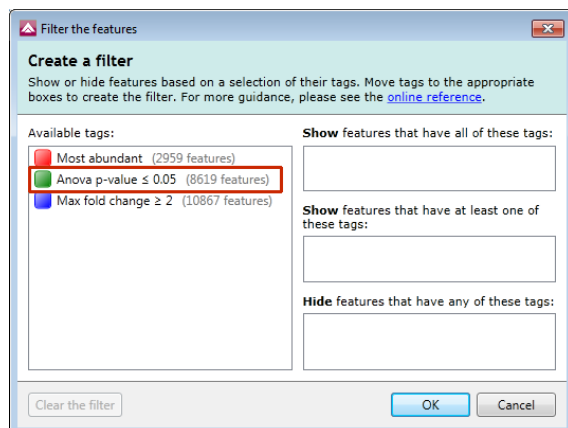 Filter the features
Create a filter
Show or hide features based on a selection of their tags. Move tags to the appropriate
boxes to create the filter. For more guidance, please see the online reference.
Available tags:
Most abundant (2959 features)
Anova p-value ≤ 0.05 (8619 features)
Max fold change ≥ 2 (10867 features)
Show features that have all of these tags:
Show features that have at least one of
these tags:
Hide features that have any of these tags:
Clear the filter
OK
Cancel